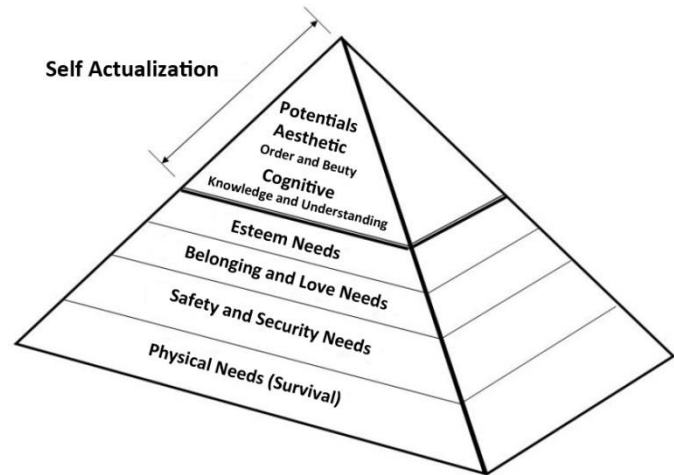 Self Actualization
Potentials
Aesthetic
Order and Beuty
Cognitive
Knowledge and Understanding
Esteem Needs
Belonging and Love Needs
Safety and Security Needs
Physical Needs (Survival)